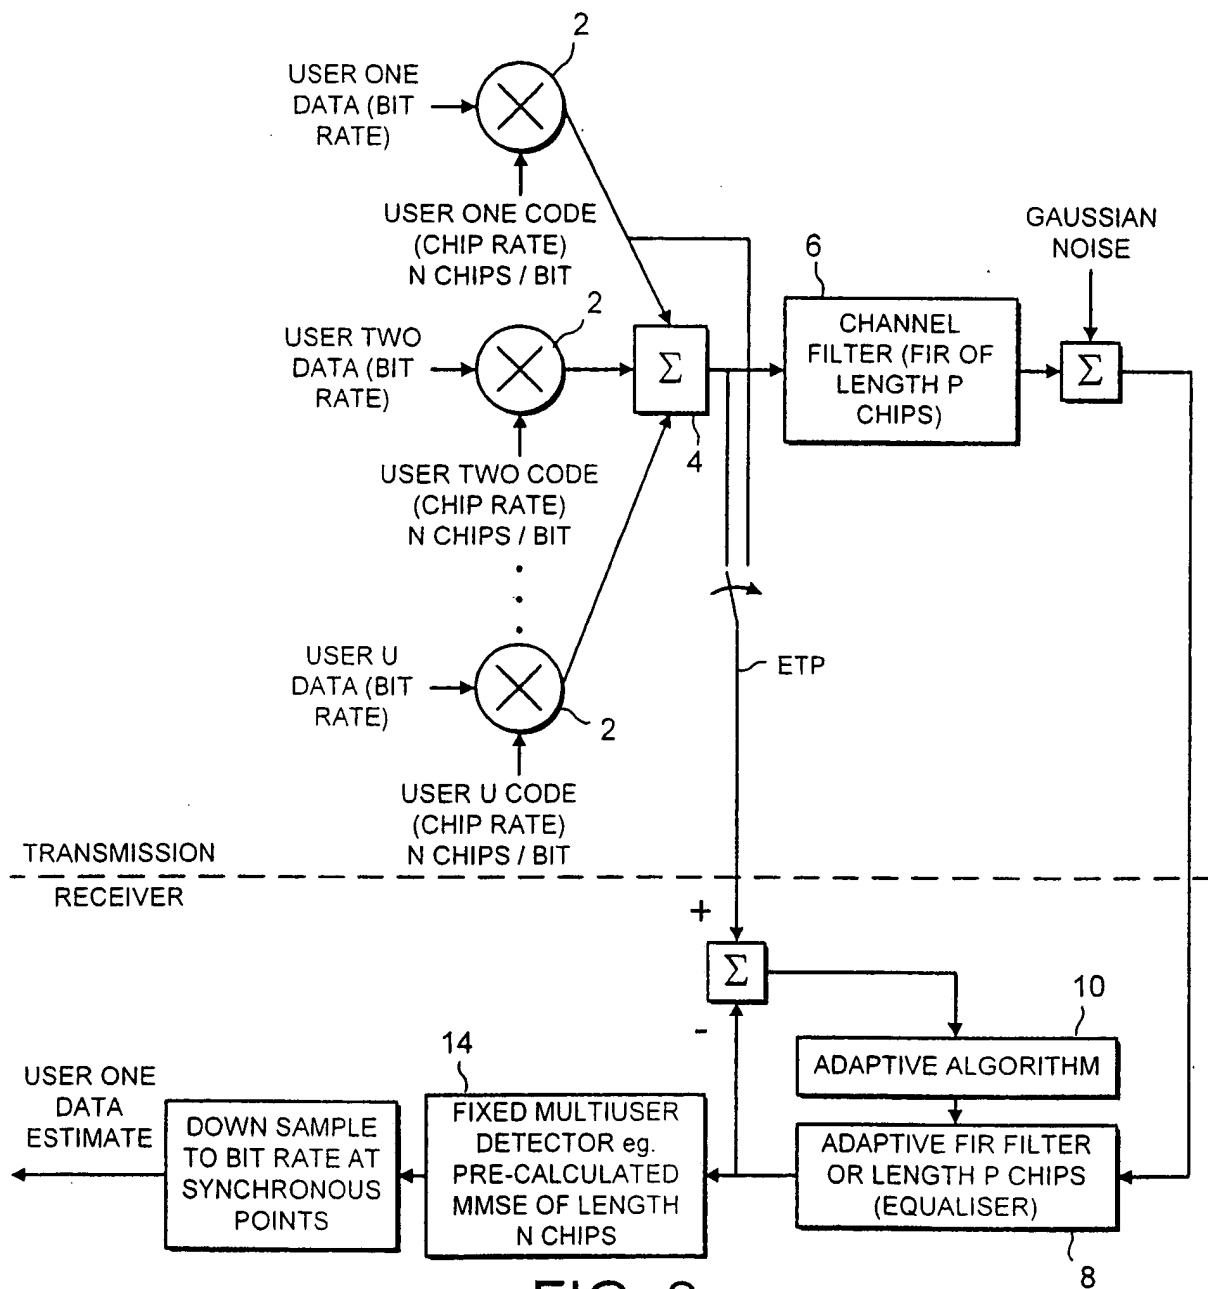 2
USER ONE
DATA (BIT
RATE)
USER ONE CODE
(CHIP RATE)
N CHIPS / BIT
GAUSSIAN
NOISE
6
2
USER TWO
DATA (BIT
RATE)
Σ
4
CHANNEL
FILTER (FIR OF
LENGTH P
CHIPS)
Σ
USER TWO CODE
(CHIP RATE)
N CHIPS / BIT
USER U
DATA (BIT
RATE)
2
ETP
USER U CODE
(CHIP RATE)
N CHIPS / BIT
TRANSMISSION
RECEIVER
+
Σ
-
10
ADAPTIVE ALGORITHM
14
USER ONE
DATA
ESTIMATE
DOWN SAMPLE
TO BIT RATE AT
SYNCHRONOUS
POINTS
FIXED MULTIUSER
DETECTOR eg.
PRE-CALCULATED
MMSE OF LENGTH
N CHIPS
ADAPTIVE FIR FILTER
OR LENGTH P CHIPS
(EQUALISER)
8